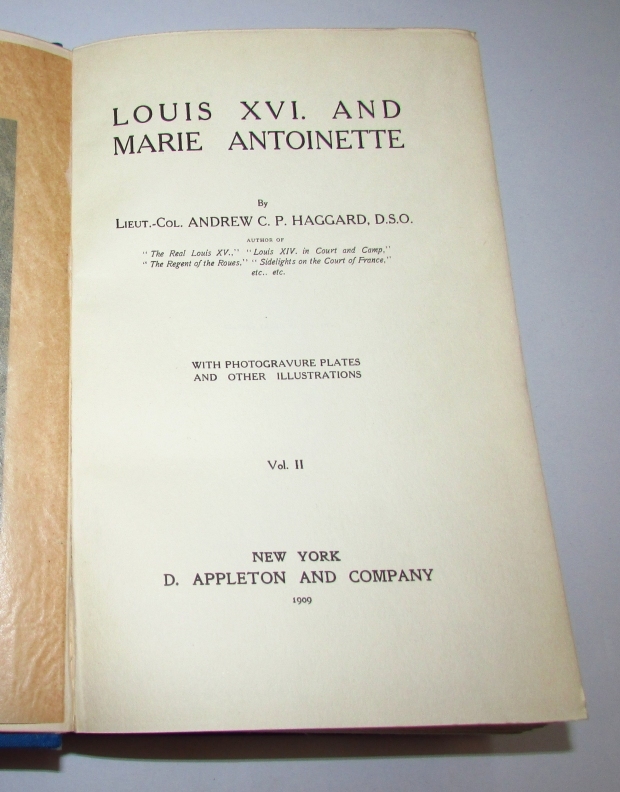 LOUIS XVI. AND
MARIE ANTOINETTE
By
LIEUT.-COL. ANDREW C. P. HAGGARD, D.S.O.
AUTHOR OF
"The Real Louis XV.," "Louis XIV. in Court and Camp,"
"The Regent of the Roues," "Sidelights on the Court of France,"
etc., etc.
WITH PHOTOGRAVURE PLATES
AND OTHER ILLUSTRATIONS
Vol. II
NEW YORK
D. APPLETON AND COMPANY
1909